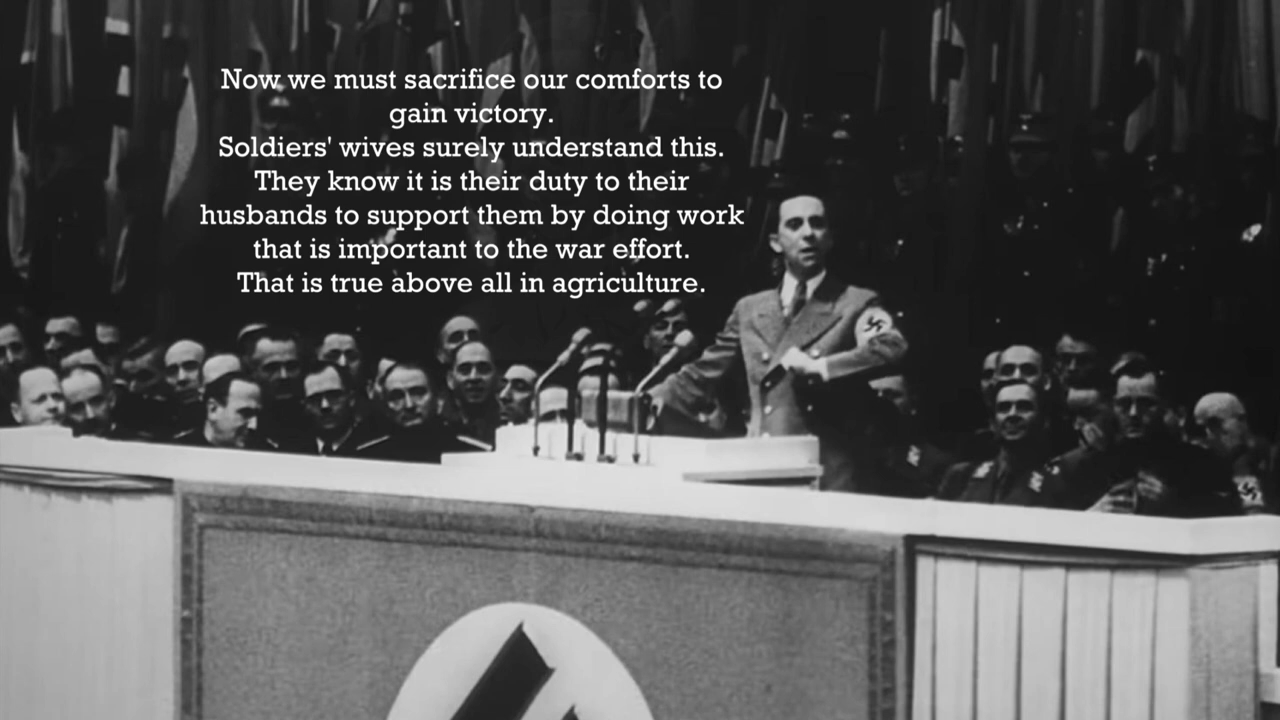 Now we must sacrifice our comforts to
gain victory.
Soldiers' wives surely understand this.
They know it is their duty to their
husbands to support them by doing work
that is important to the war effort.
That is true above all in agriculture.